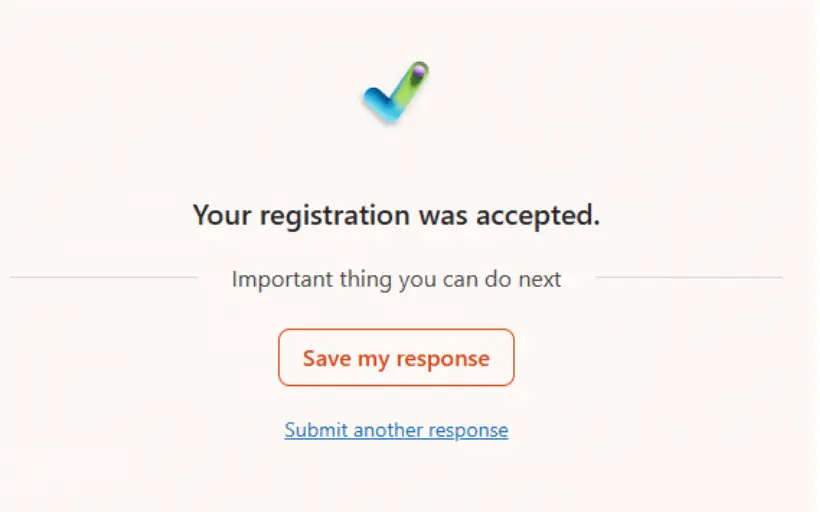 Your registration was accepted.
Important thing you can do next
Save my response
Submit another response